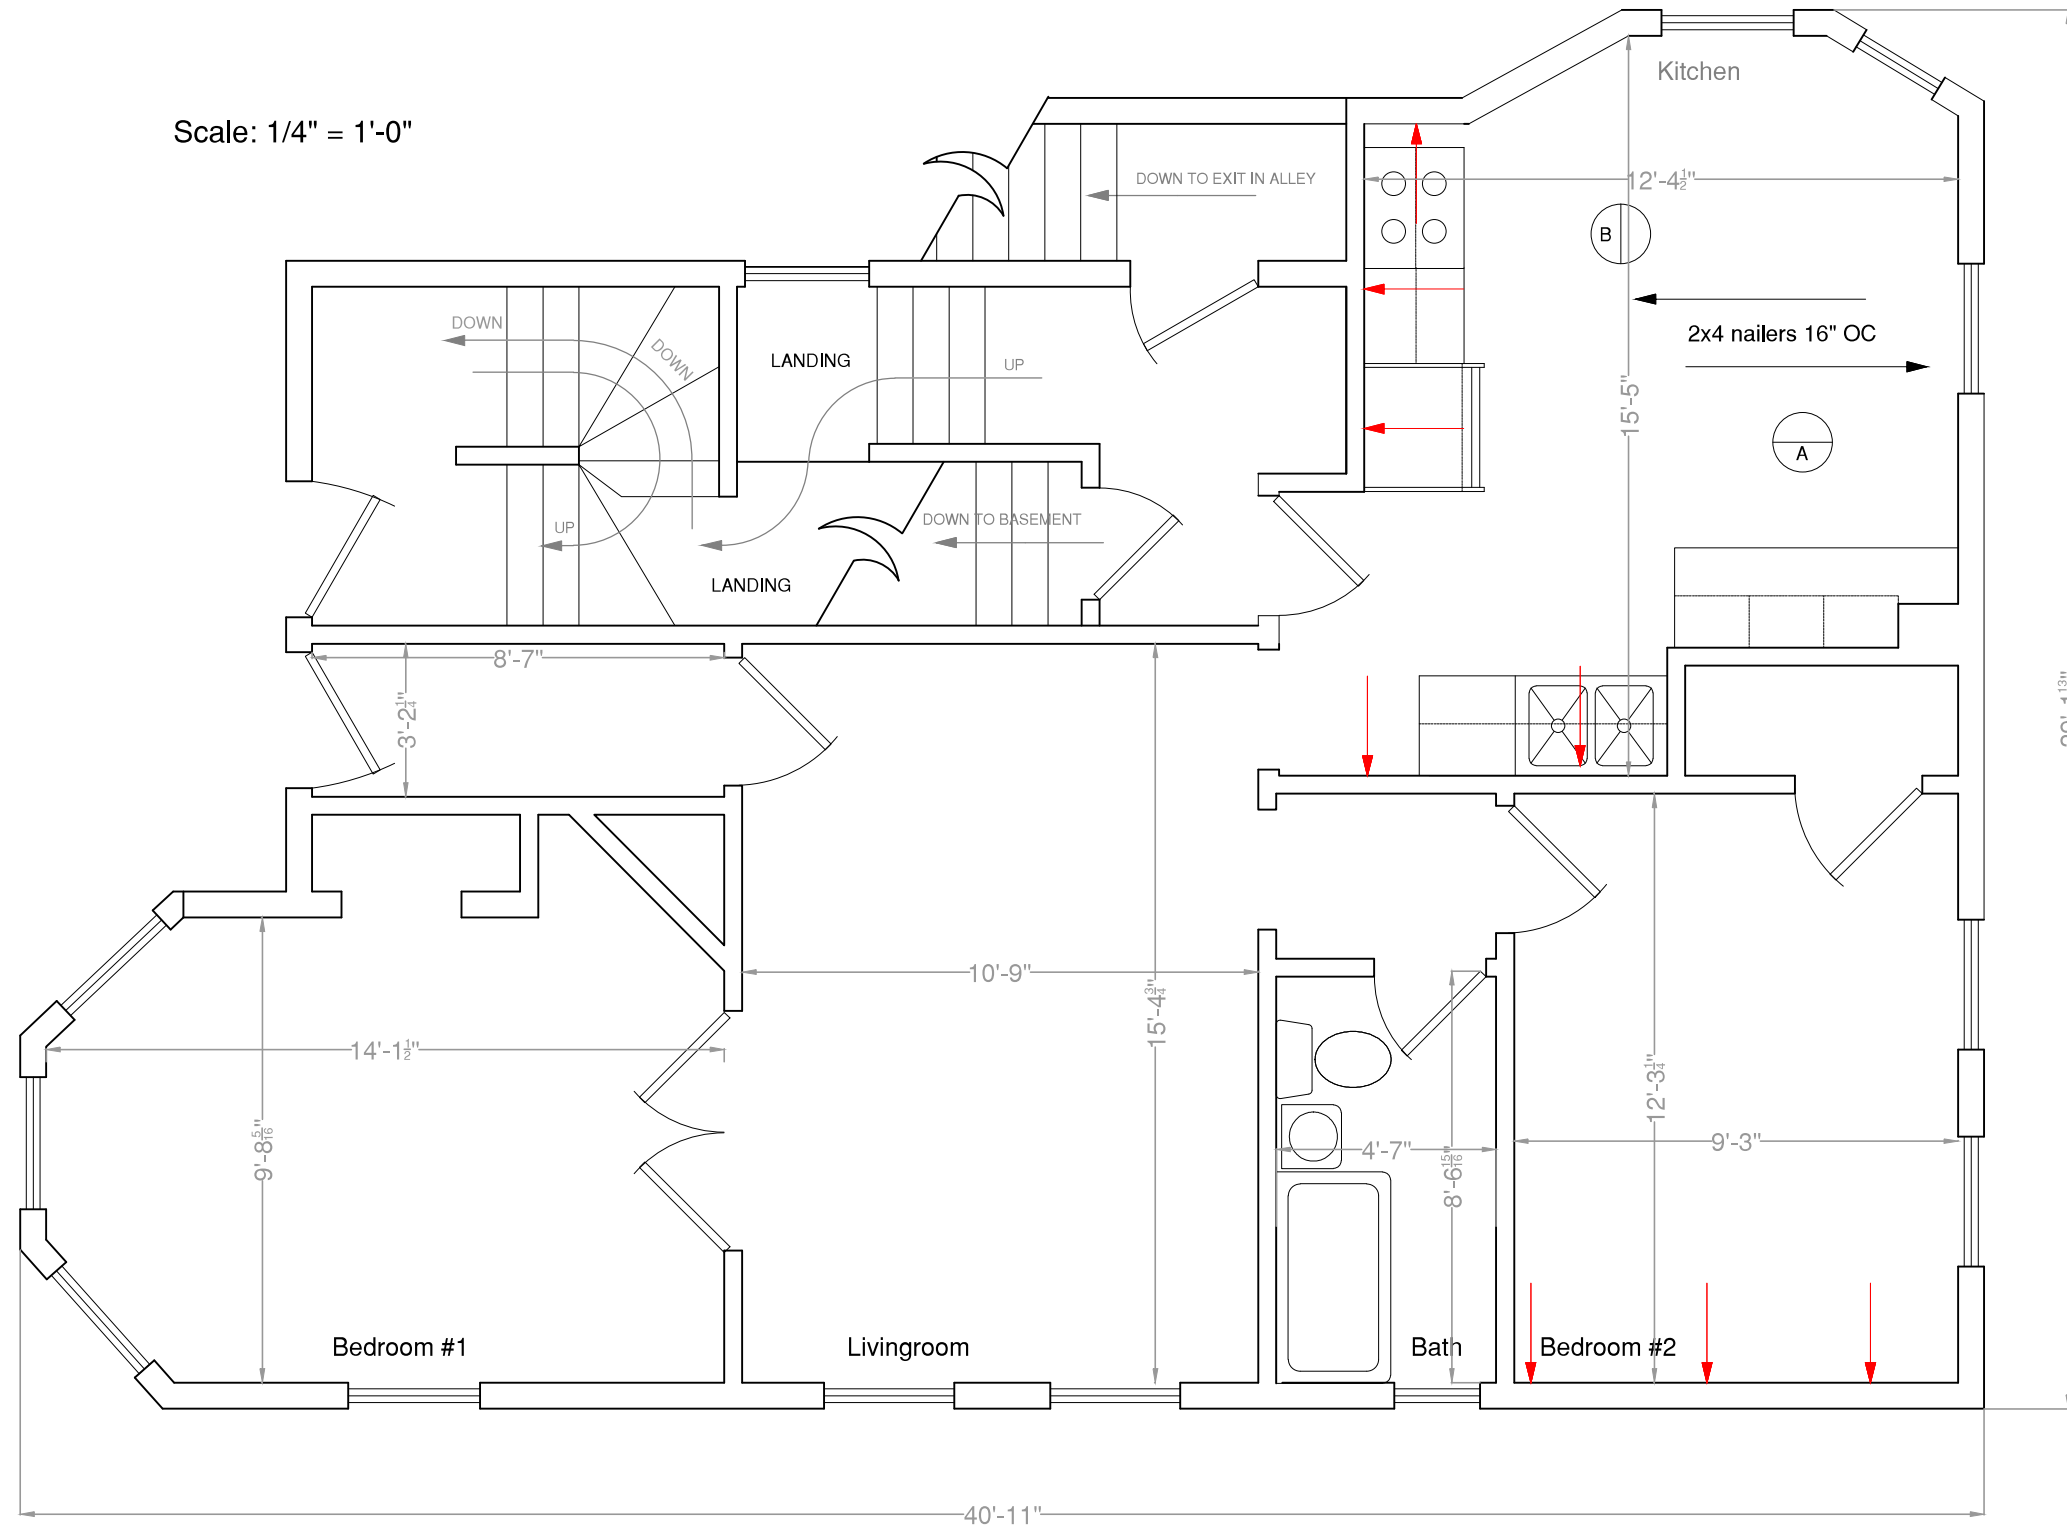 Kitchen
Scale: 1/4" = 1'-0"
DOWN TO EXIT IN ALLEY
12'-4½"
B
DOWN
2x4 nailers 16" OC
DOWN
LANDING
UP
15'-5"
A
DOWN TO BASEMENT
UP
LANDING
8'-7"
3'-2¼"
10'-9"
15'-4¾"
14'-1½"
12'-3¼"
9'-8 5/16"
4'-7"
9'-3"
8'-6 15/16"
Bedroom #1
Livingroom
Bath
Bedroom #2
40'-11"